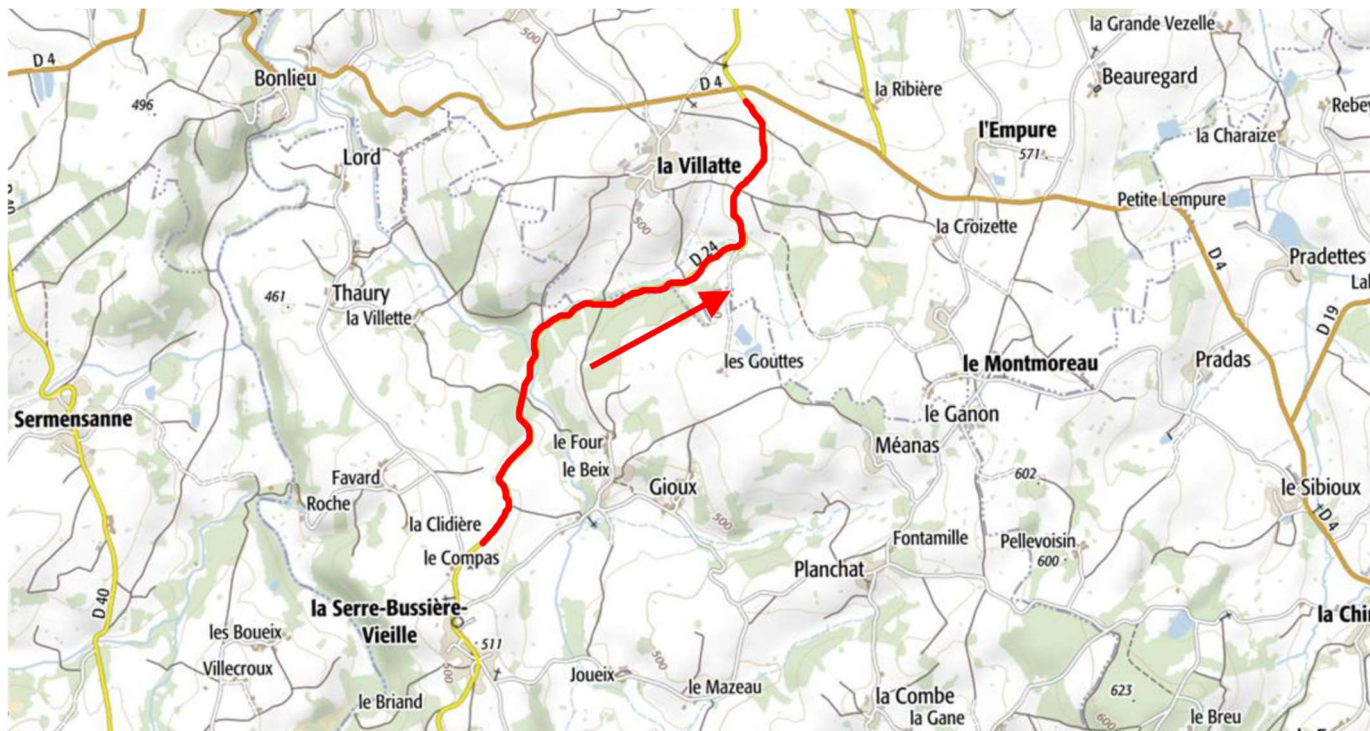 la Grande Vezelle
500
D 4
D 4
Bonlieu
Beauregard
496
la Ribière
l'Empure
la Charaize
571
Lord
la Villatte
500
Petite Lempure
la Croizette
D 24
D 4
Pradettes
461
Thaury
la Villette
D 19
les Gouttes
le Montmoreau
Pradas
Sermensanne
le Ganon
le Four
Méanas
le Beix
Favard
Gioux
602
le Sibioux
Roche
500
D 4
la Clidière
Fontamille
Pellevoisin
le Compas
600
Planchat
D 40
la Serre-Bussière-
Vieille
les Boueix
511
500
Villecroux
500
Joueix
le Mazeau
623
le Briand
la Combe
la Gane
le Breu
600